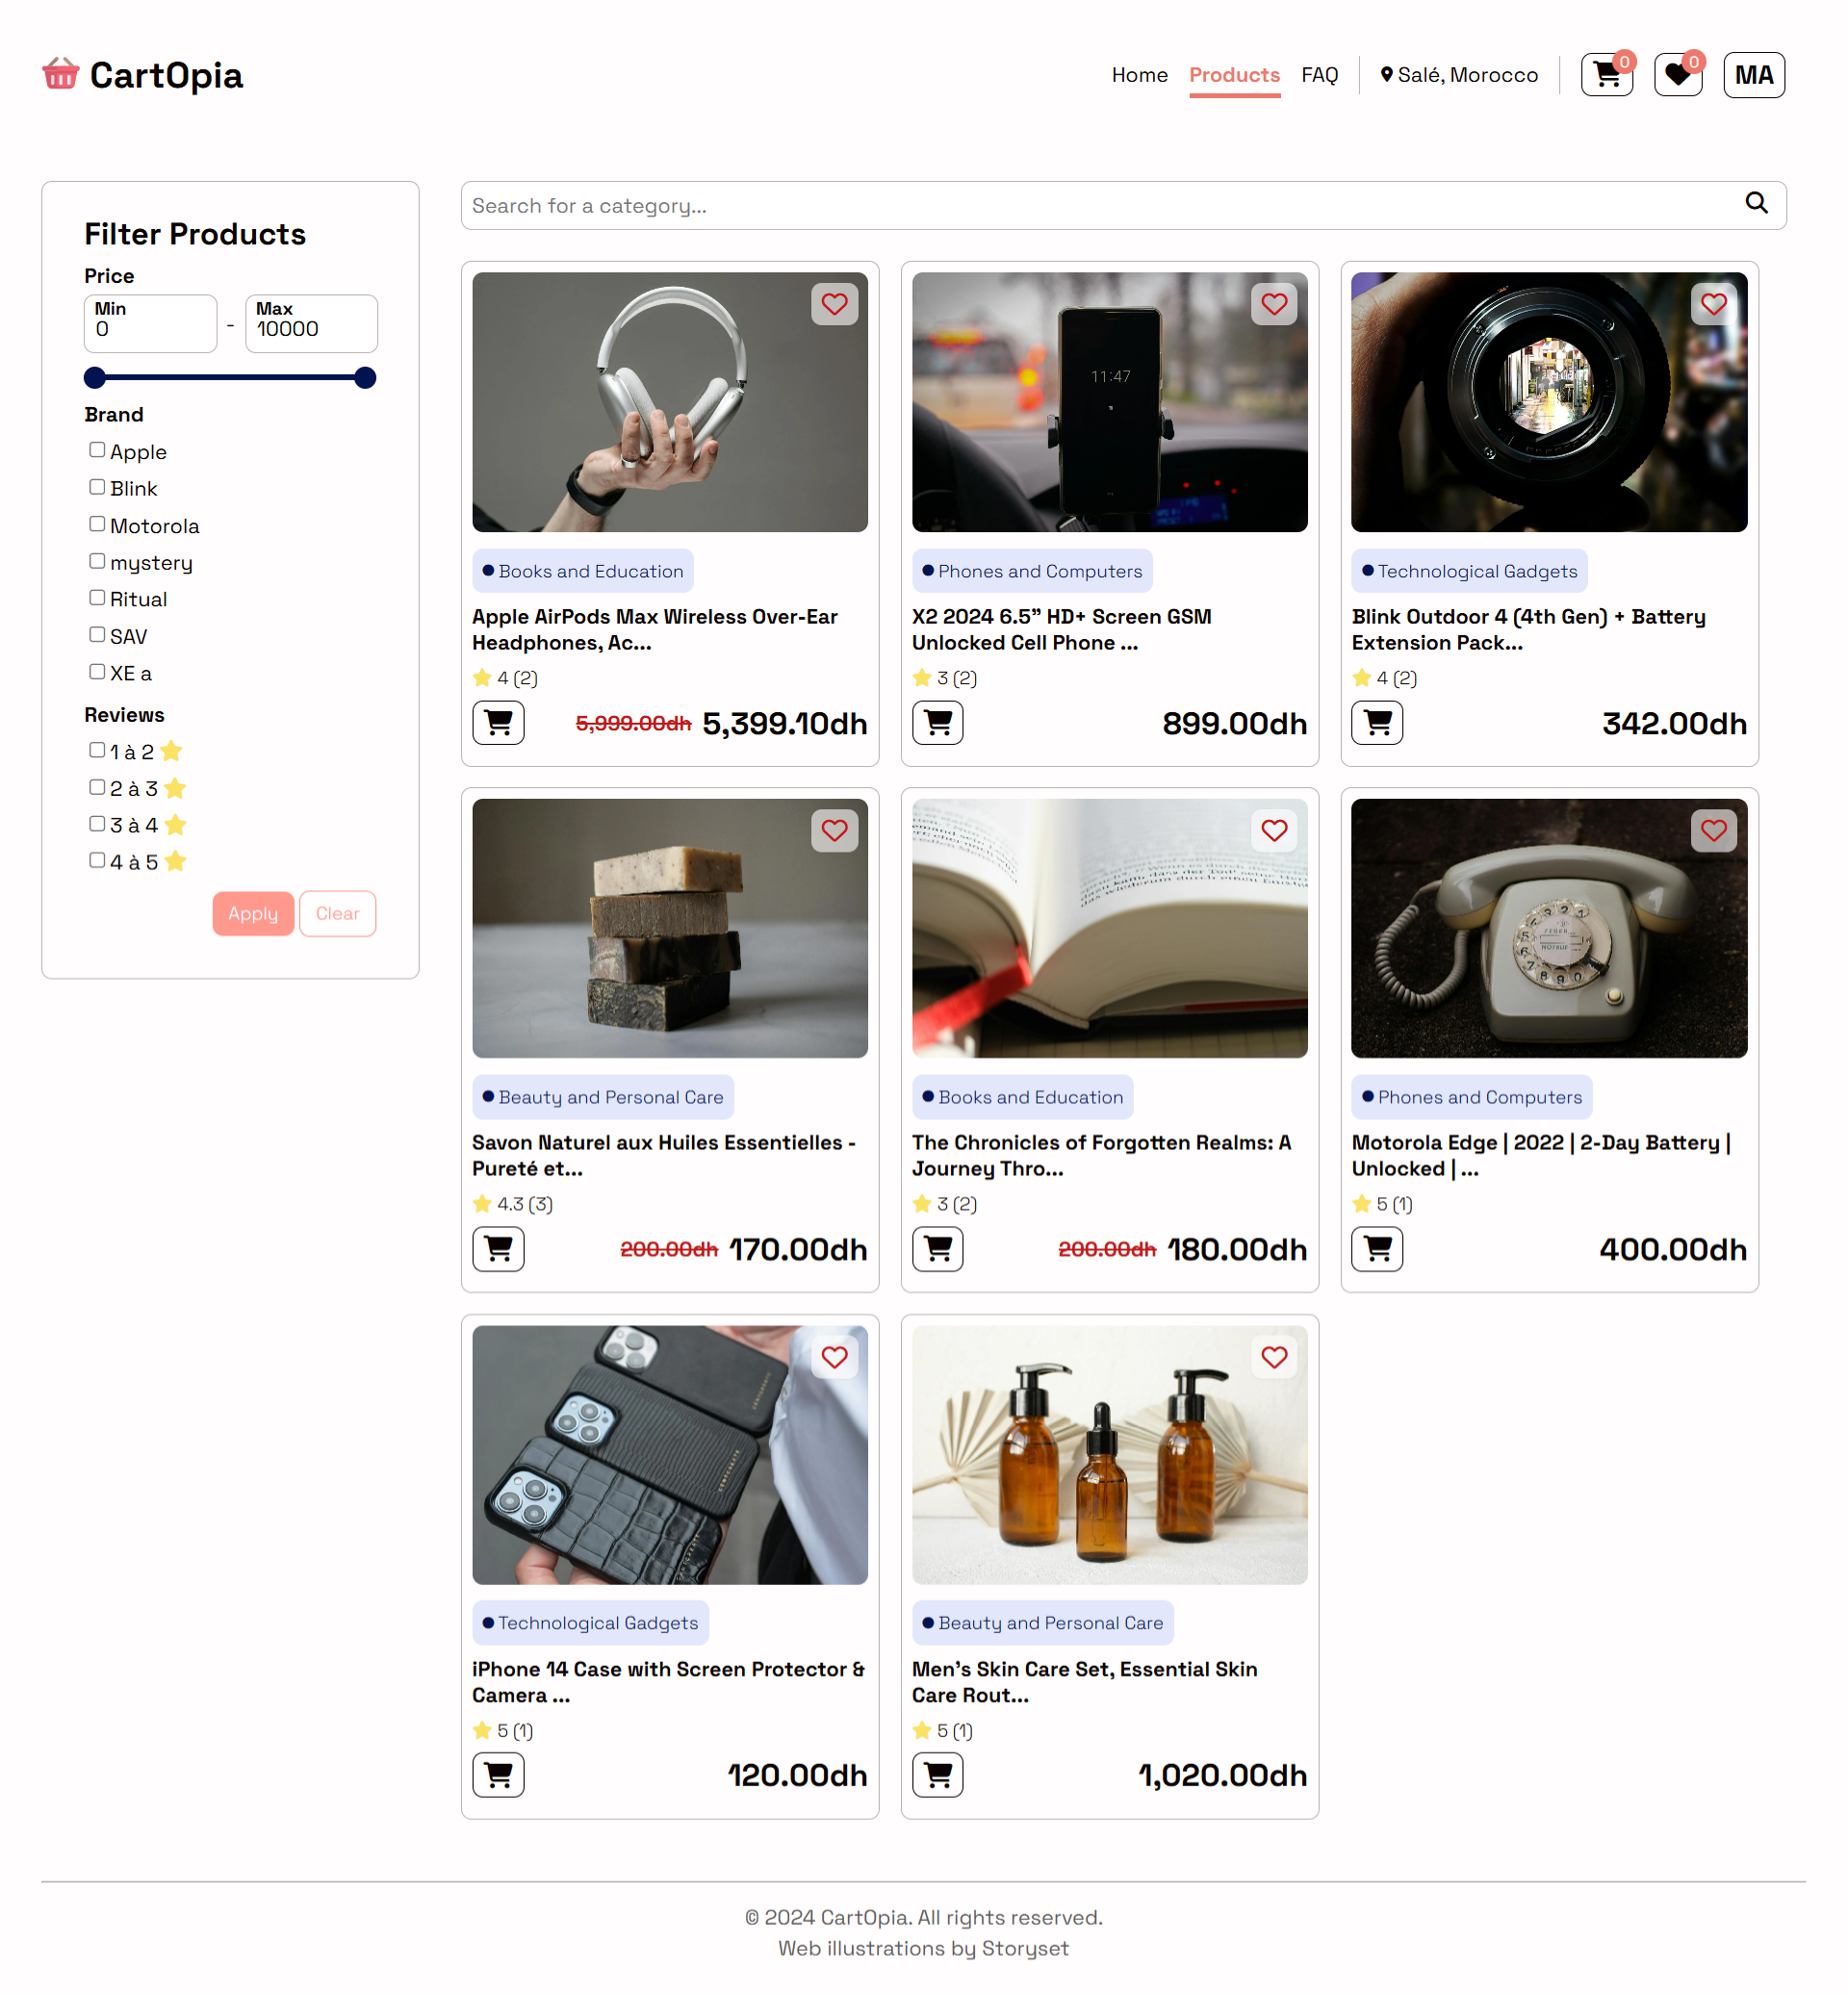 CartOpia
Home Products FAQ Salé, Morocco 0 0 MA
Filter Products
Price
Min
0
-
Max
10000
Brand
Apple
Blink
Motorola
mystery
Ritual
SAV
XE a
Reviews
1 à 2
2 à 3
3 à 4
4 à 5
Apply Clear
Search for a category...
Books and Education
Apple AirPods Max Wireless Over-Ear
Headphones, Ac...
4 (2)
5,999.00dh 5,399.10dh
11:47
Phones and Computers
X2 2024 6.5” HD+ Screen GSM
Unlocked Cell Phone ...
3 (2)
899.00dh
Technological Gadgets
Blink Outdoor 4 (4th Gen) + Battery
Extension Pack...
4 (2)
342.00dh
Beauty and Personal Care
Savon Naturel aux Huiles Essentielles -
Pureté et...
4.3 (3)
200.00dh 170.00dh
Books and Education
The Chronicles of Forgotten Realms: A
Journey Thro...
3 (2)
200.00dh 180.00dh
Phones and Computers
Motorola Edge | 2022 | 2-Day Battery |
Unlocked | ...
5 (1)
400.00dh
Technological Gadgets
iPhone 14 Case with Screen Protector &
Camera ...
5 (1)
120.00dh
Beauty and Personal Care
Men’s Skin Care Set, Essential Skin
Care Rout...
5 (1)
1,020.00dh
© 2024 CartOpia. All rights reserved.
Web illustrations by Storyset